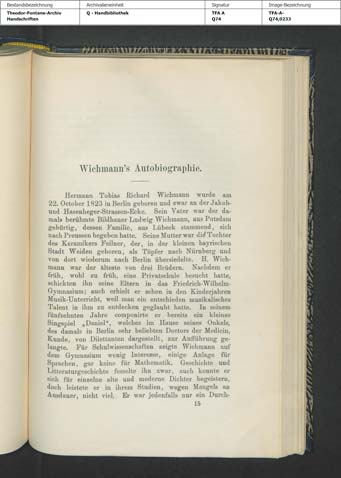 Bestandsbezeichnung
Archivalieneinheit
Signatur
Image-Bezeichnung
Theodor-Fontane-Archiv
Handschriften
Q - Handbibliothek
TFA A
Q74
TFA-A-
Q74,0233
Wichmann's Autobiographie.
Hermann Tobias Richard Wichmann wurde am
22. October 1823 in Berlin geboren und zwar an der Jakob-
und Hasenheger-Strassen-Ecke. Sein Vater war der da-
mals berühmte Bildhauer Ludwig Wichmann, aus Potsdam
gebürtig, dessen Familie, aus Lübeck stammend, sich
nach Preussen begeben hatte. Seine Mutter war die Tochter
des Keramikers Feilner, der, in der kleinen bayrischen
Stadt Weiden geboren, als Töpfer nach Nürnberg und
von dort wiederum nach Berlin übersiedelte. H. Wich-
mann war der älteste von drei Brüdern. Nachdem er
früh, wohl zu früh, eine Privatschule besucht hatte,
schickten ihn seine Eltern in das Friedrich-Wilhelm-
Gymnasium; auch erhielt er schon in den Kinderjahren
Musik-Unterricht, weil man ein entschieden musikalisches
Talent in ihm zu entdecken geglaubt hatte. In seinem
fünfzehnten Jahre componirte er bereits ein kleines
Singespiel „Daniel“, welches im Hause seines Onkels,
des damals in Berlin sehr beliebten Doctors der Medicin,
Kunde, von Dilettanten dargestellt, zur Aufführung ge-
langte. Für Schulwissenschaften zeigte Wichmann auf
dem Gymnasium wenig Interesse, einige Anlage für
Sprachen, gar keine für Mathematik. Geschichte und
Litteraturgeschichte fesselte ihn zwar, auch konnte er
sich für einzelne alte und moderne Dichter begeistern,
doch leistete er in ihrem Studien, wegen Mangels an
Ausdauer, nicht viel. Er war jedenfalls nur ein Durch-
15